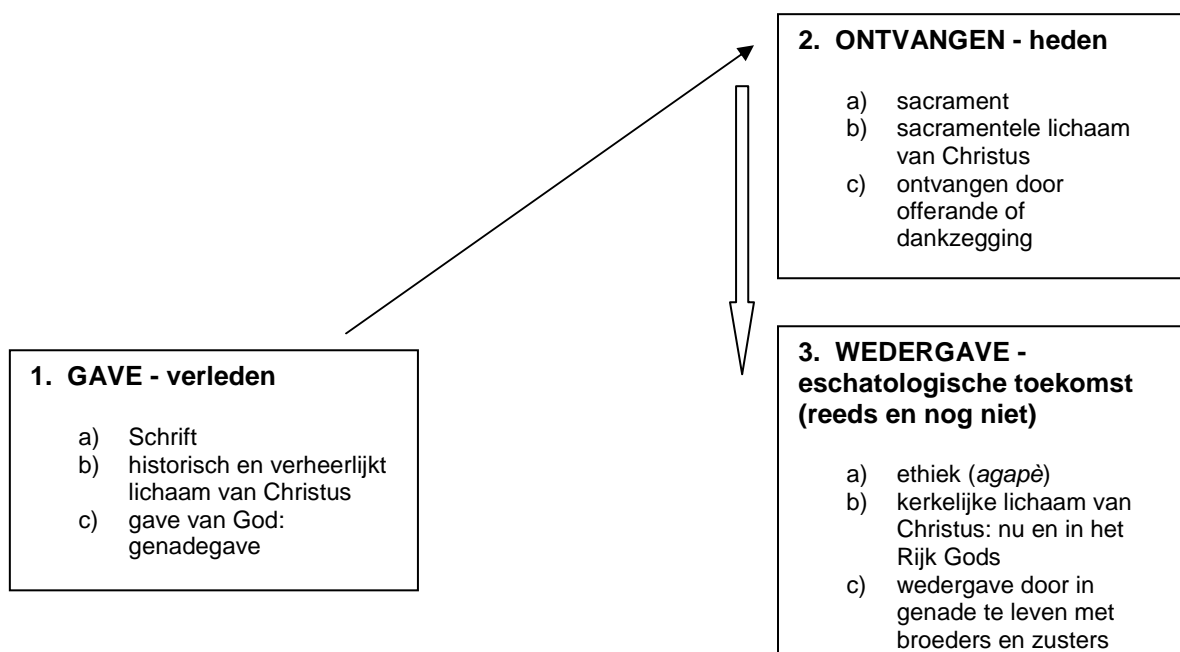 2. ONTVANGEN - heden
a) sacrament
b) sacramentele lichaam
van Christus
c) ontvangen door
offerande of
dankzegging
1. GAVE - verleden
a) Schrift
b) historisch en verheerlijkt
lichaam van Christus
c) gave van God:
genadegave
3. WEDERGAVE -
eschatologische toekomst
(reeds en nog niet)
a) ethiek (agapè)
b) kerkelijke lichaam van
Christus: nu en in het
Rijk Gods
c) wedergave door in
genade te leven met
broeders en zusters